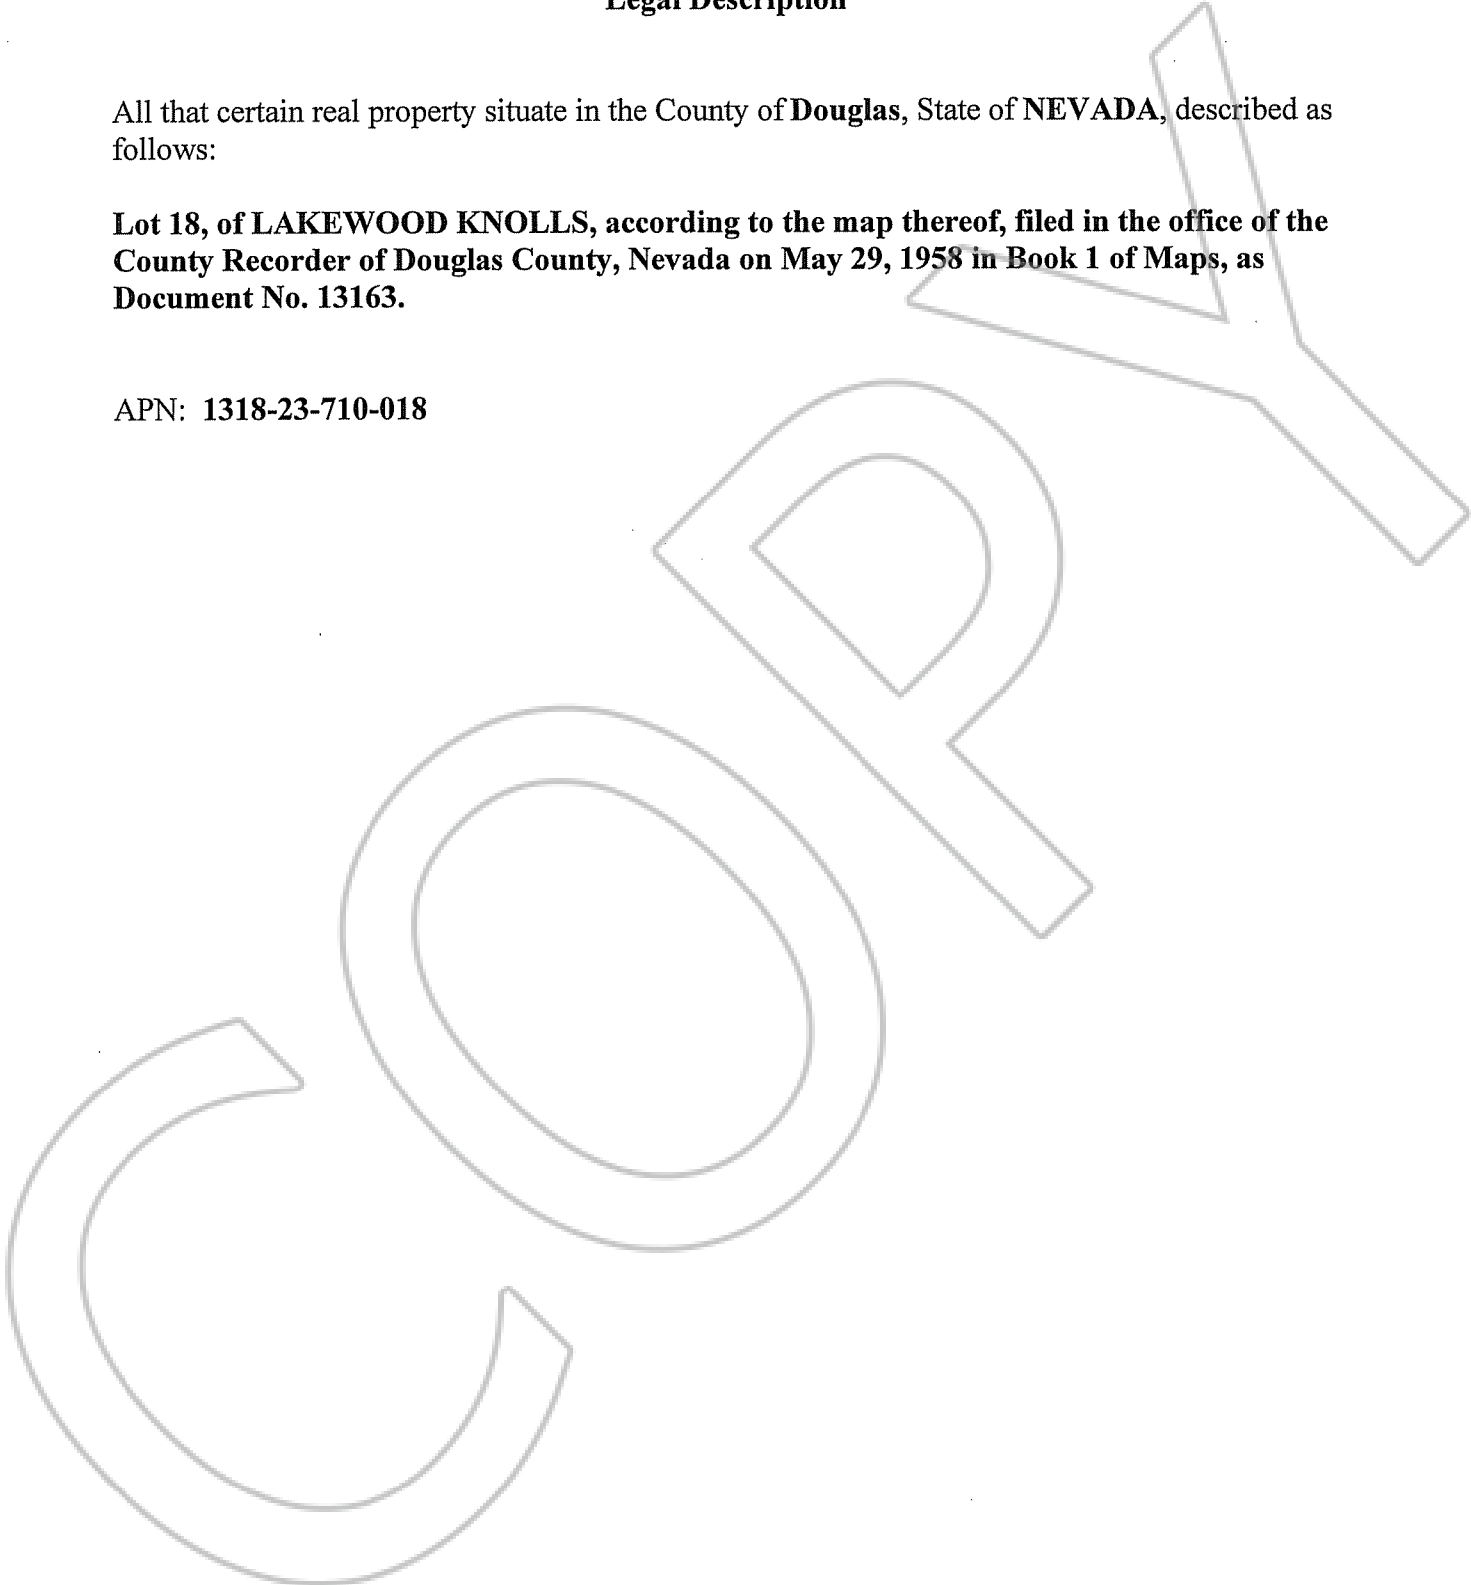 Legal Description
All that certain real property situate in the County of Douglas, State of NEVADA, described as
follows:
Lot 18, of LAKEWOOD KNOLLS, according to the map thereof, filed in the office of the
County Recorder of Douglas County, Nevada on May 29, 1958 in Book 1 of Maps, as
Document No. 13163.
APN: 1318-23-710-018
COPY